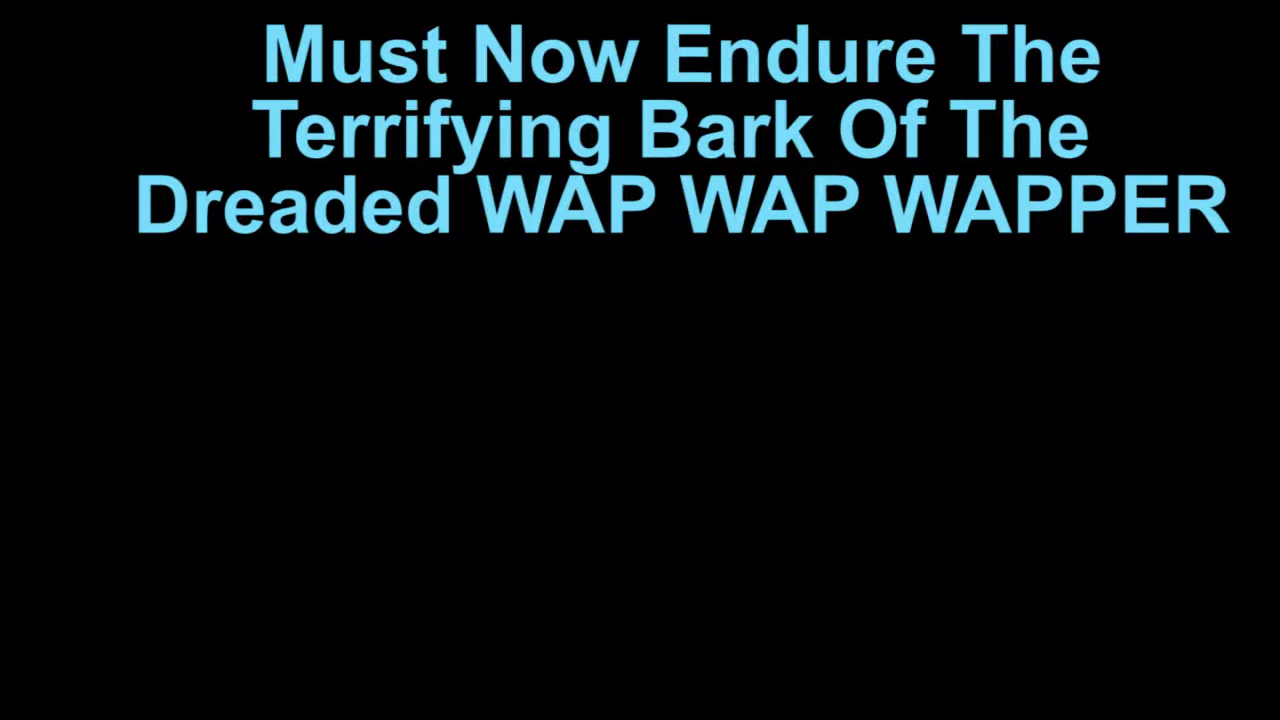 Must Now Endure The
Terrifying Bark Of The
Dreaded WAP WAP WAPPER